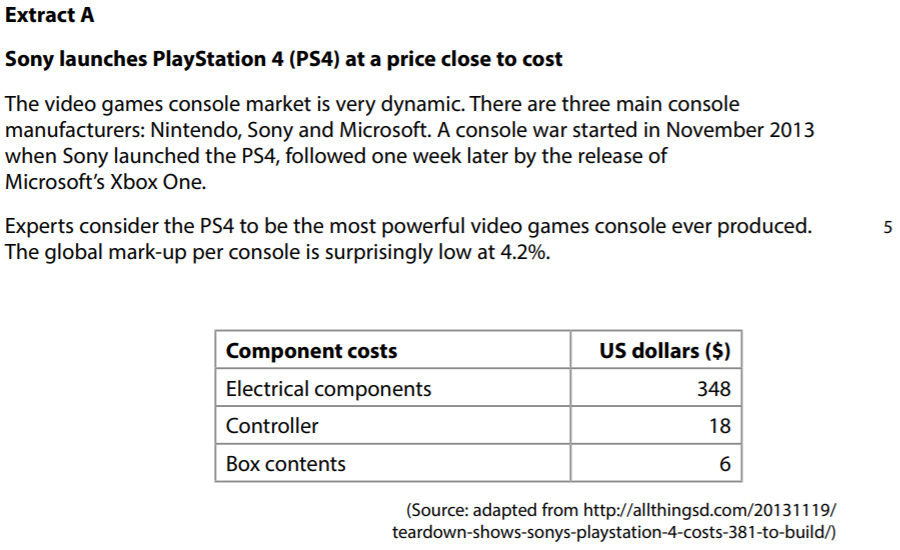 Extract A
Sony launches PlayStation 4 (PS4) at a price close to cost
The video games console market is very dynamic. There are three main console
manufacturers: Nintendo, Sony and Microsoft. A console war started in November 2013
when Sony launched the PS4, followed one week later by the release of
Microsoft’s Xbox One.
Experts consider the PS4 to be the most powerful video games console ever produced. 5
The global mark-up per console is surprisingly low at 4.2%.
Component costs US dollars ($)
Electrical components 348
Controller 18
Box contents 6
(Source: adapted from http://allthingsd.com/20131119/
teardown-shows-sonys-playstation-4-costs-381-to-build/)